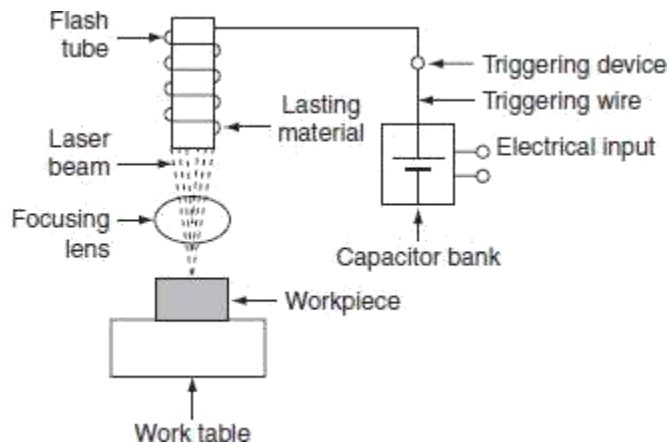 Flash
tube
Triggering device
Triggering wire
Lasting
material
Laser
beam
Electrical input
Focusing
lens
Capacitor bank
Workpiece
Work table